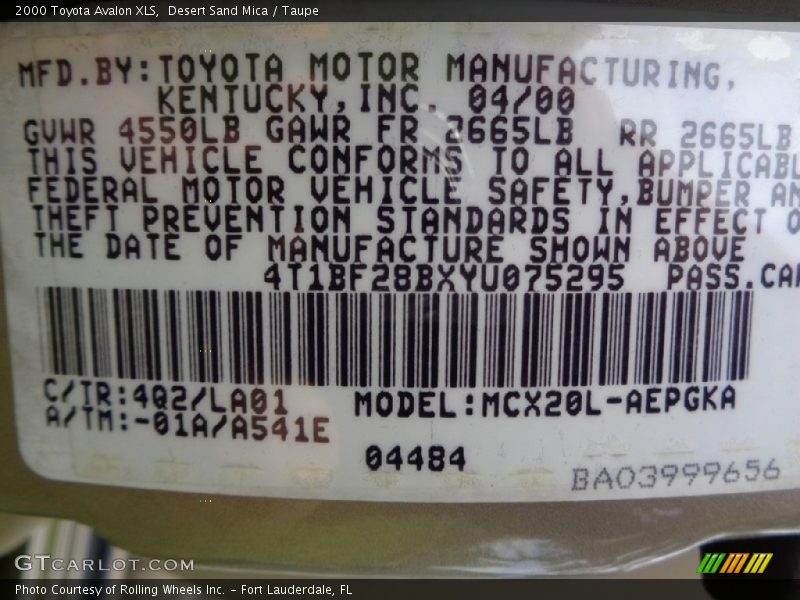 2000 Toyota Avalon XLS,  Desert Sand Mica / Taupe
MFD.BY:TOYOTA MOTOR MANUFACTURING,
KENTUCKY,INC. 04/00
GVWR 4550LB GAWR FR 2665LB RR 2665LB
THIS VEHICLE CONFORMS TO ALL APPLICABL
FEDERAL MOTOR VEHICLE SAFETY,BUMPER AN
THEFT PREVENTION STANDARDS IN EFFECT O
THE DATE OF MANUFACTURE SHOWN ABOVE
4T1BF28BXYU075295 PASS.CAR
C/TR:4Q2/LA01 MODEL:MCX20L-AEPGKA
A/TM:-01A/A541E
04484
BA03999656
GTCARLOT.COM
Photo Courtesy of Rolling Wheels Inc. – Fort Lauderdale, FL